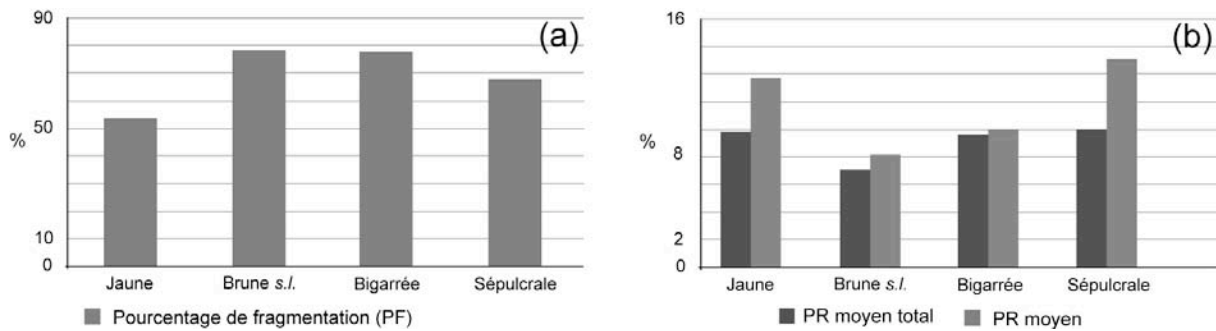 90
(a)
%
50
10
0
Jaune
Brune s.l.
Bigarrée
Sépulcrale
Pourcentage de fragmentation (PF)
16
(b)
%
8
2
0
Jaune
Brune s.l.
Bigarrée
Sépulcrale
PR moyen total
PR moyen